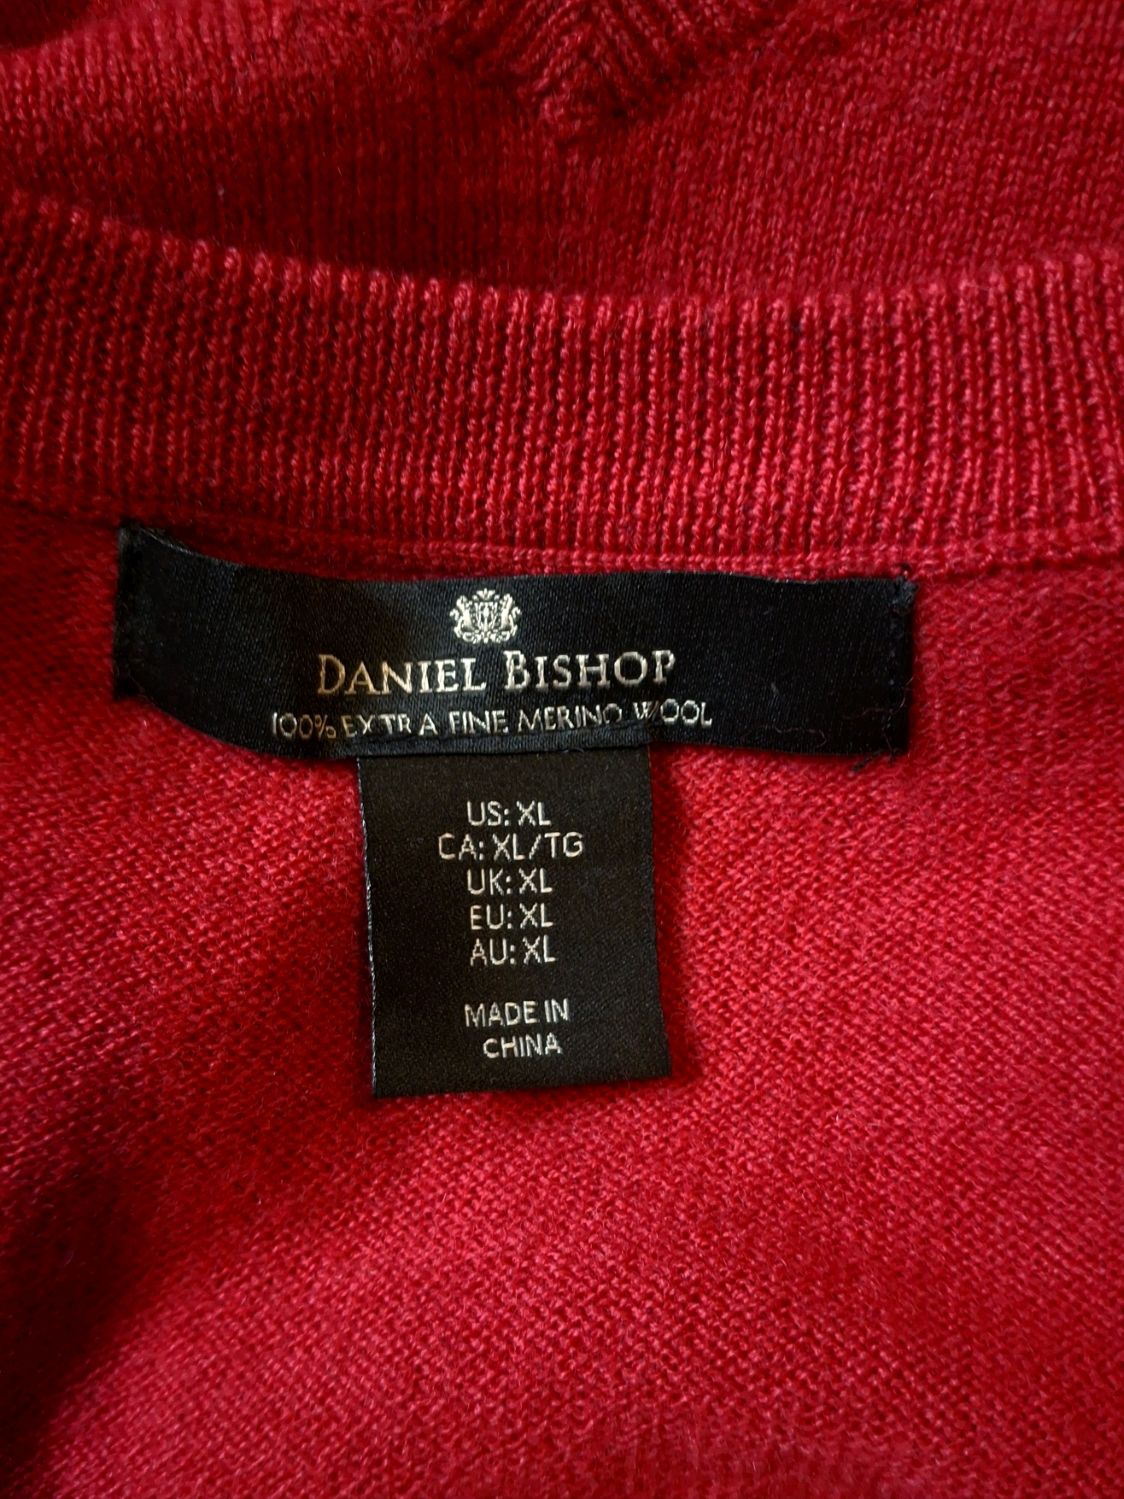 DANIEL BISHOP
100% EXTRA FINE MERINO WOOL
US: XL
CA: XL/TG
UK: XL
EU: XL
AU: XL
MADE IN
CHINA